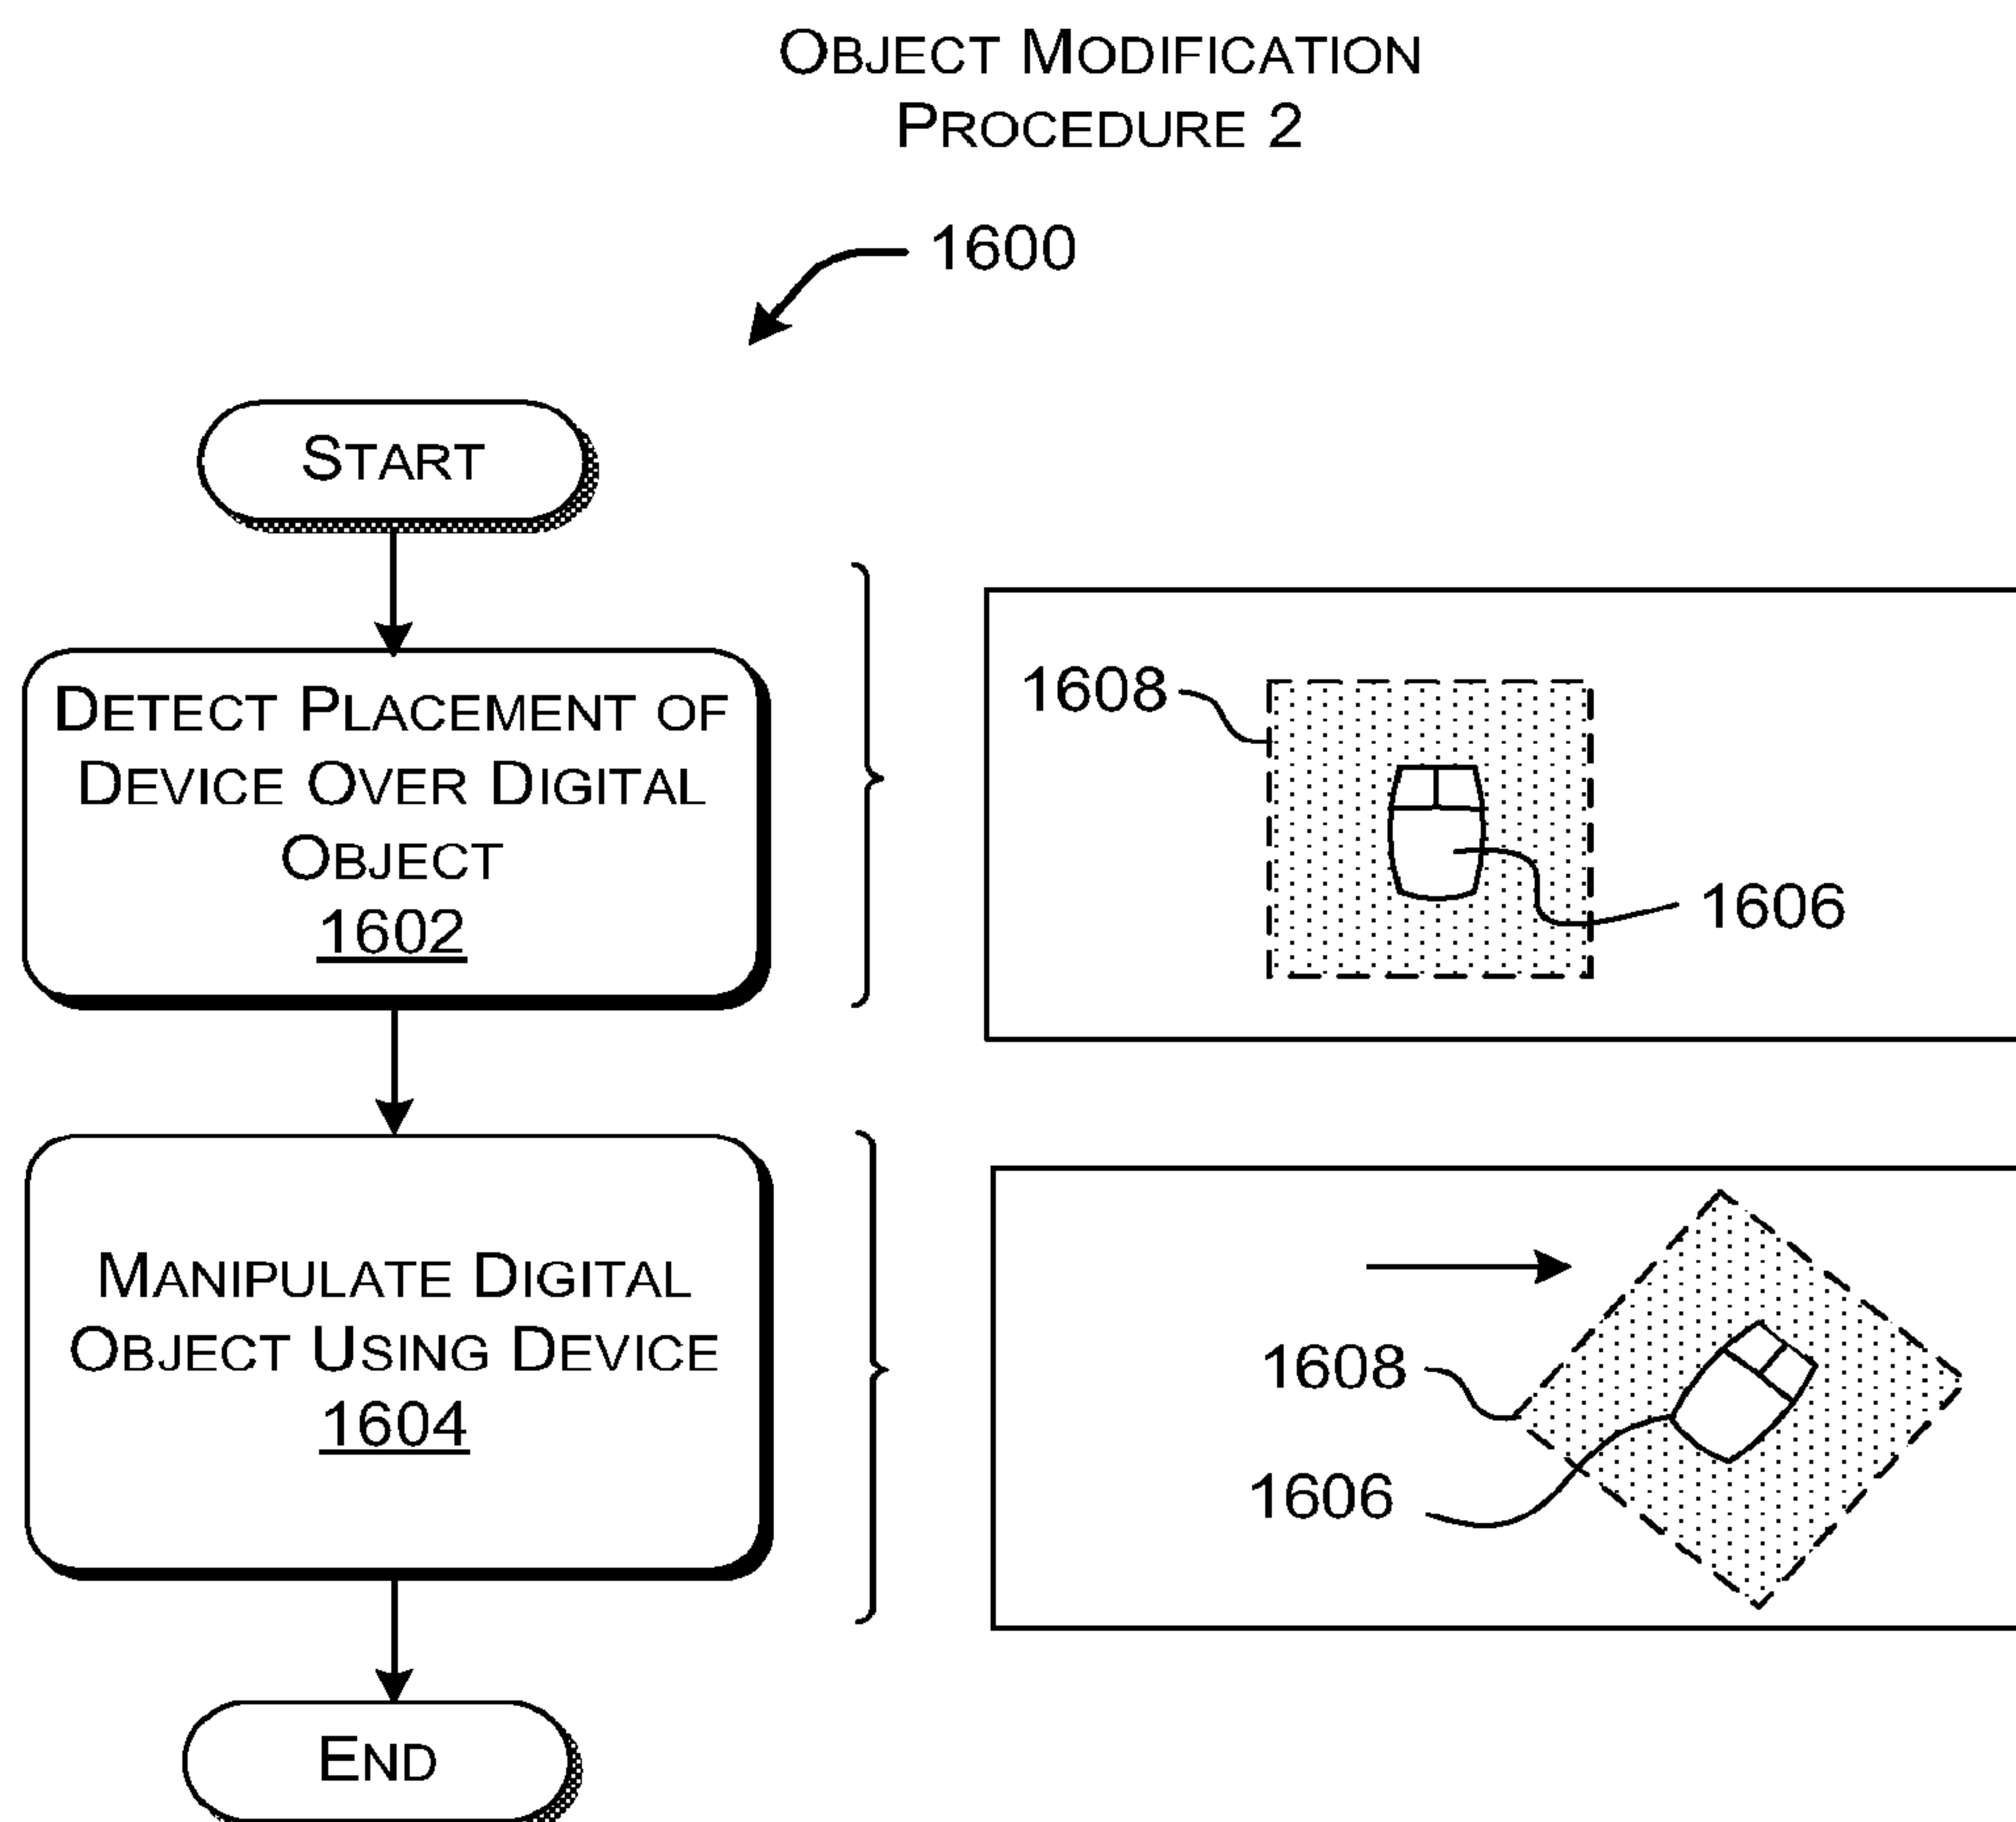 OBJECT MODIFICATION
PROCEDURE 2
1600
START
DETECT PLACEMENT OF
DEVICE OVER DIGITAL
OBJECT
1602
1608
1606
MANIPULATE DIGITAL
OBJECT USING DEVICE
1604
1608
1606
END